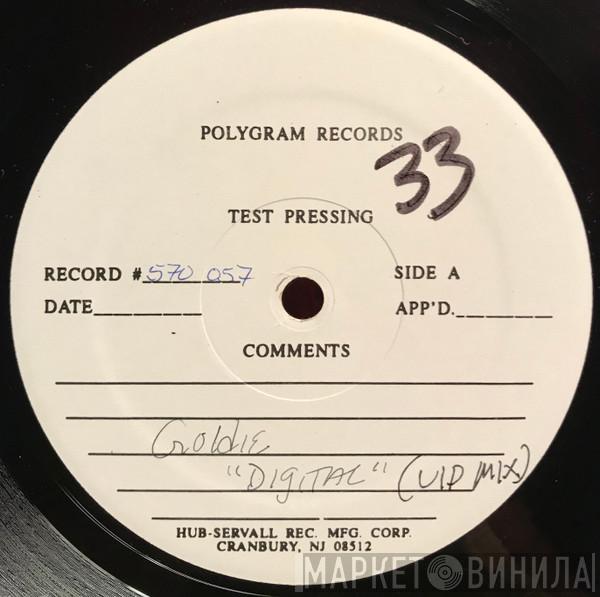 POLYGRAM RECORDS
33
TEST PRESSING
RECORD # 570 057 SIDE A
DATE APP'D.
COMMENTS
Goldie
"DIGITAL" (VIP MIX)
HUB-SERVALL REC. MFG. CORP.
CRANBURY, NJ 08512
МАРКЕТ ВИНИЛА